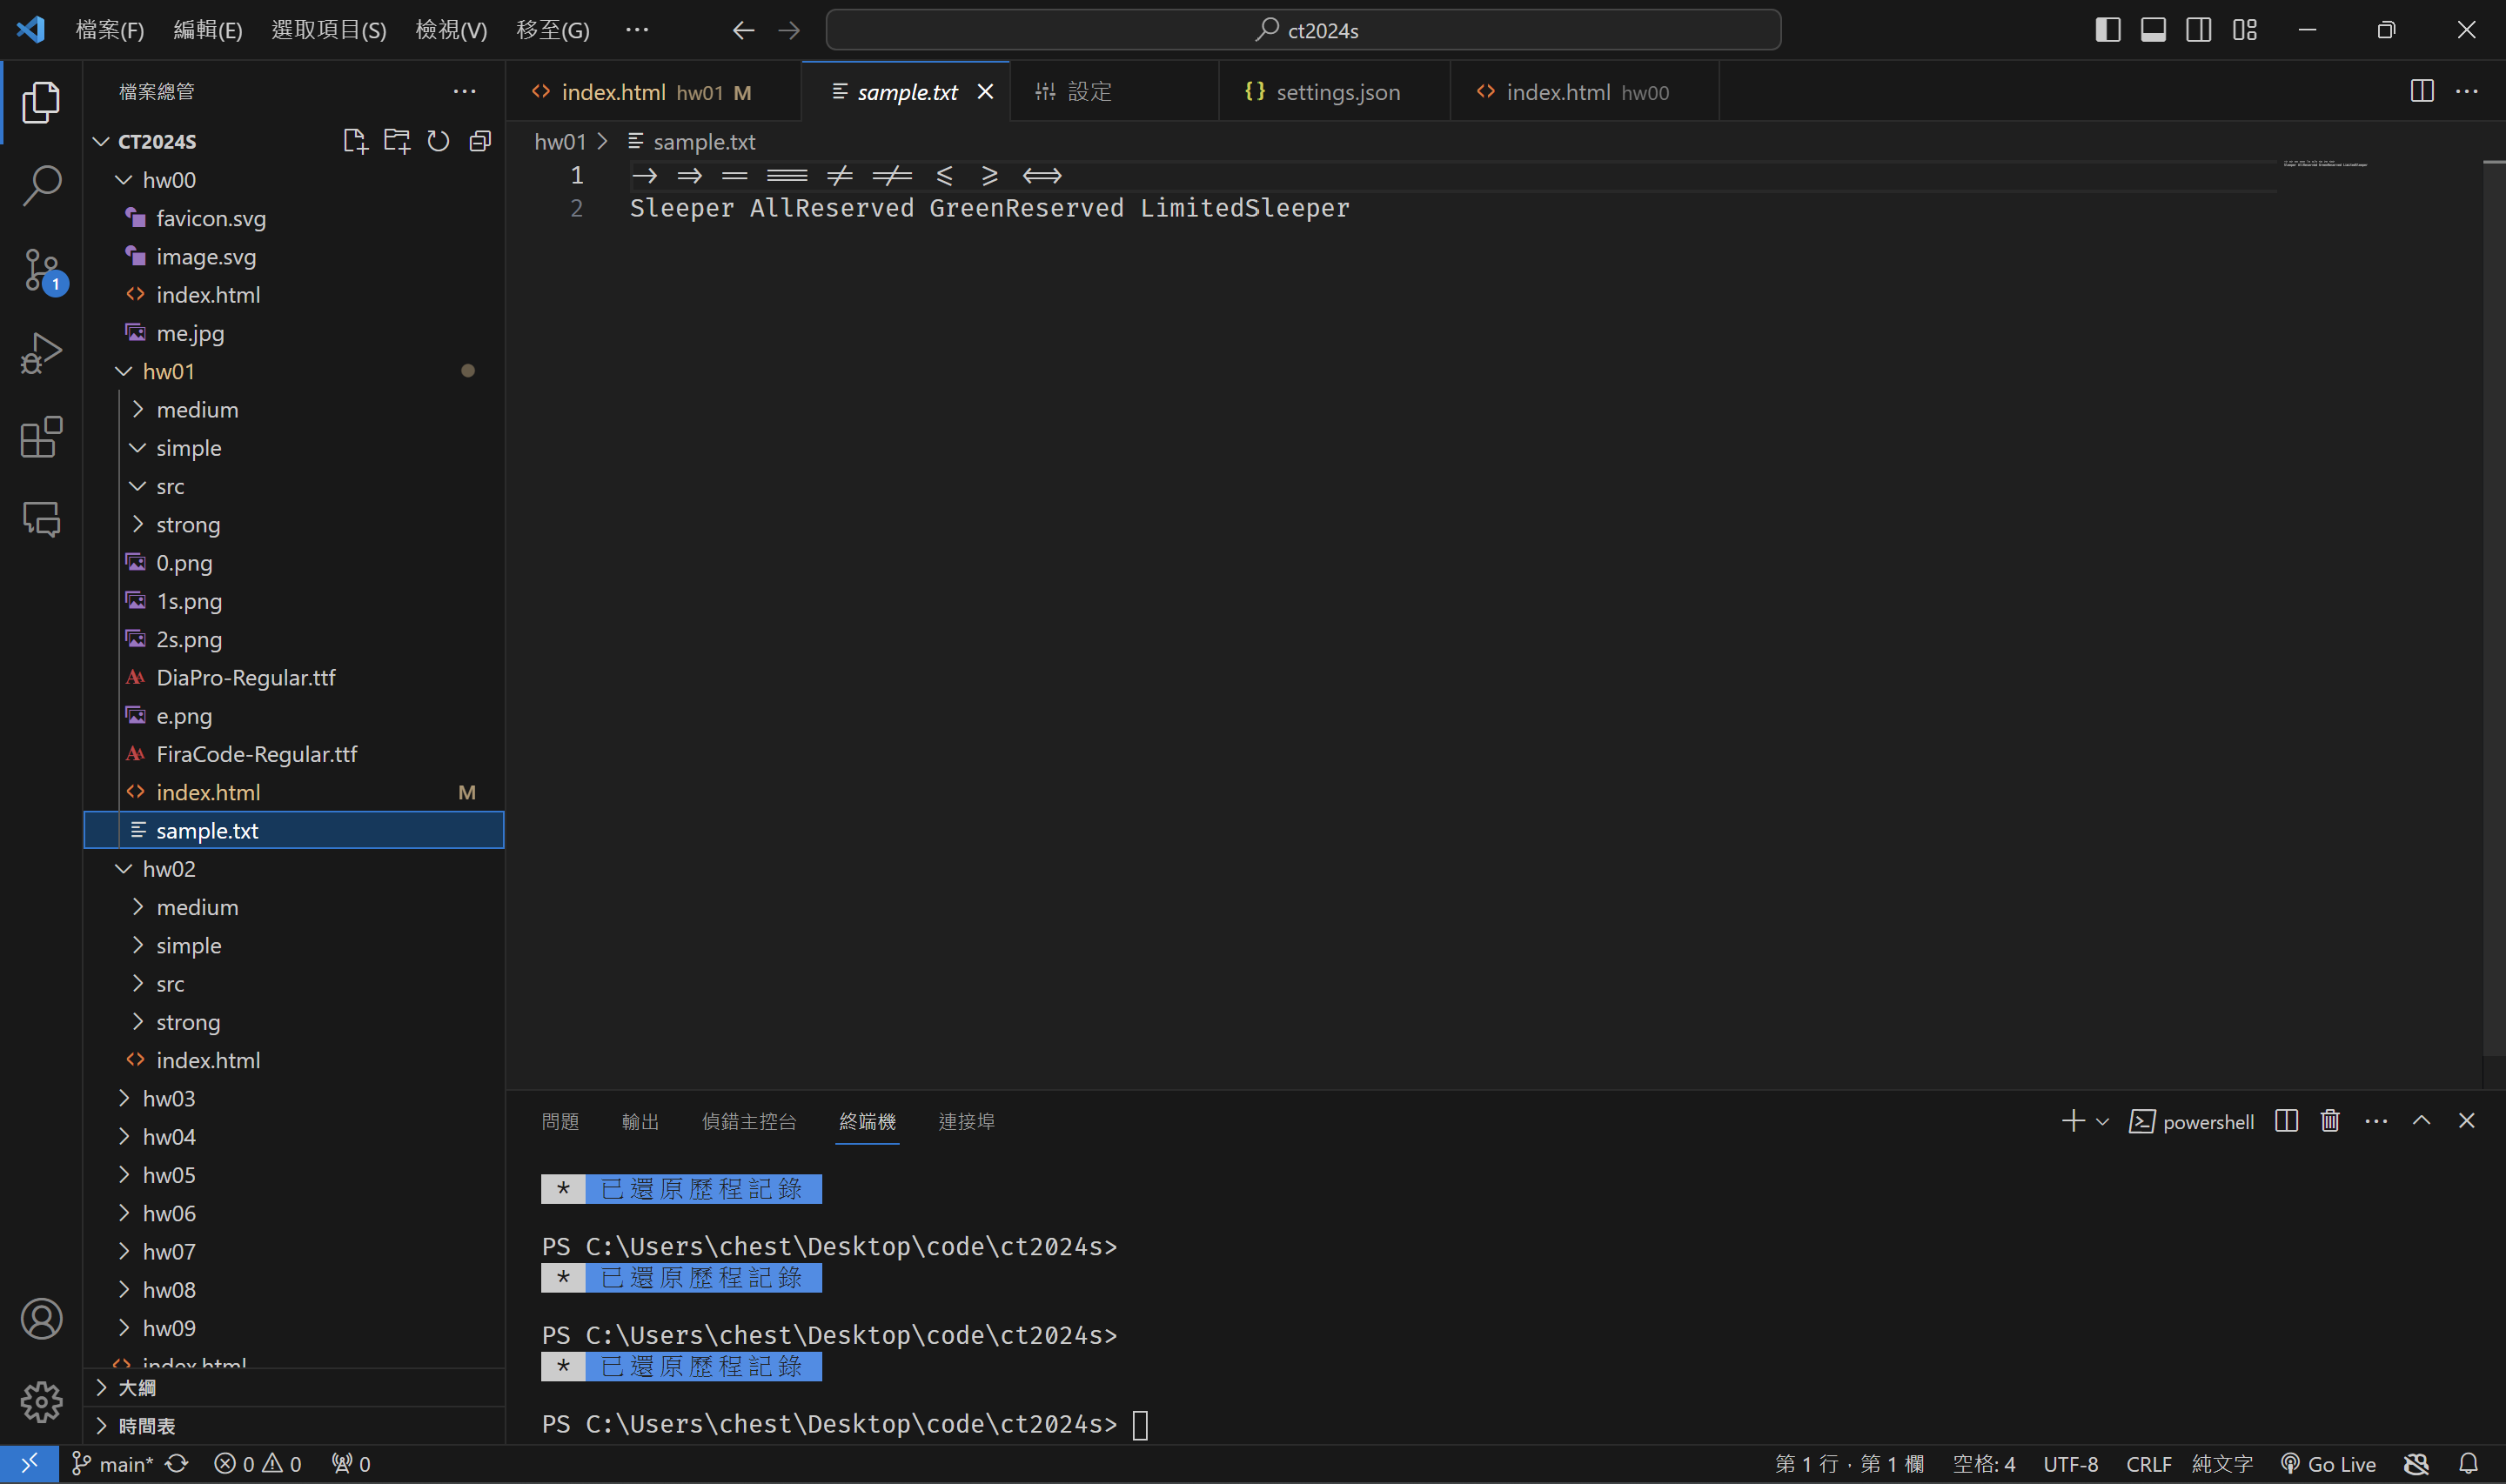 檔案(F) 編輯(E) 選取項目(S) 檢視(V) 移至(G) ··· ct2024s
檔案總管
CT2024S
hw00
favicon.svg
image.svg
index.html
me.jpg
hw01
medium
simple
src
strong
0.png
1s.png
2s.png
DiaPro-Regular.ttf
e.png
FiraCode-Regular.ttf
index.html M
sample.txt
hw02
medium
simple
src
strong
index.html
hw03
hw04
hw05
hw06
hw07
hw08
hw09
index.html
大綱
時間表
1
index.html hw01 M sample.txt 設定 settings.json index.html hw00
hw01 > sample.txt
1 -> => == === != !== <= >= <=>
2 Sleeper AllReserved GreenReserved LimitedSleeper
問題 輸出 偵錯主控台 終端機 連接埠 powershell
* 已還原歷程記錄
PS C:\Users\chest\Desktop\code\ct2024s>
* 已還原歷程記錄
PS C:\Users\chest\Desktop\code\ct2024s>
* 已還原歷程記錄
PS C:\Users\chest\Desktop\code\ct2024s>
main* 0 0 0 第 1 行，第 1 欄 空格: 4 UTF-8 CRLF 純文字 Go Live